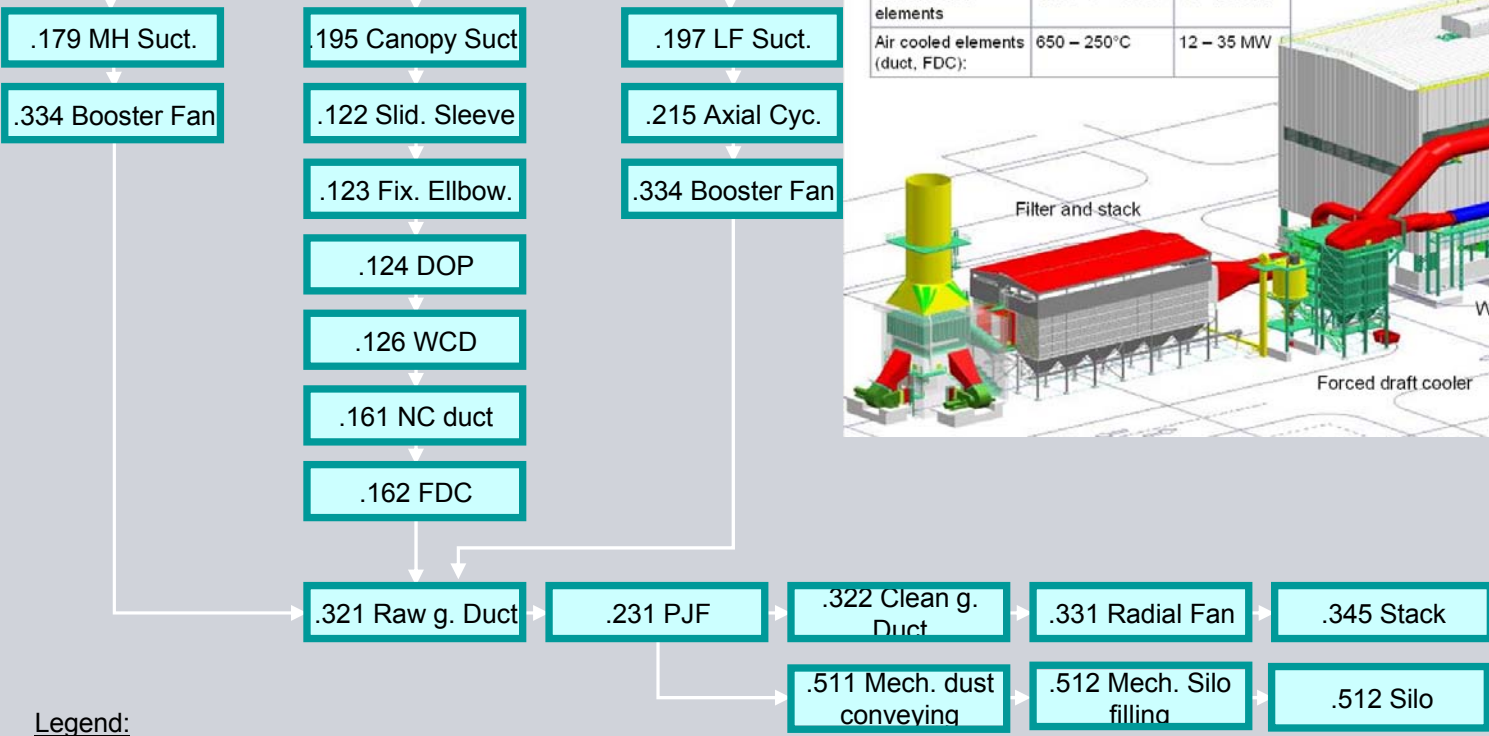 .179 MH Suct.
.195 Canopy Suct
.197 LF Suct.
.334 Booster Fan
.122 Slid. Sleeve
.215 Axial Cyc.
.123 Fix. Ellbow.
.334 Booster Fan
.124 DOP
.126 WCD
.161 NC duct
.162 FDC
.321 Raw g. Duct
.231 PJF
.322 Clean g.
Duct
.331 Radial Fan
.345 Stack
.511 Mech. dust
conveying
.512 Mech. Silo
filling
.512 Silo
Legend:
elements
Air cooled elements
(duct, FDC):
650 – 250°C
12 – 35 MW
Filter and stack
W
Forced draft cooler